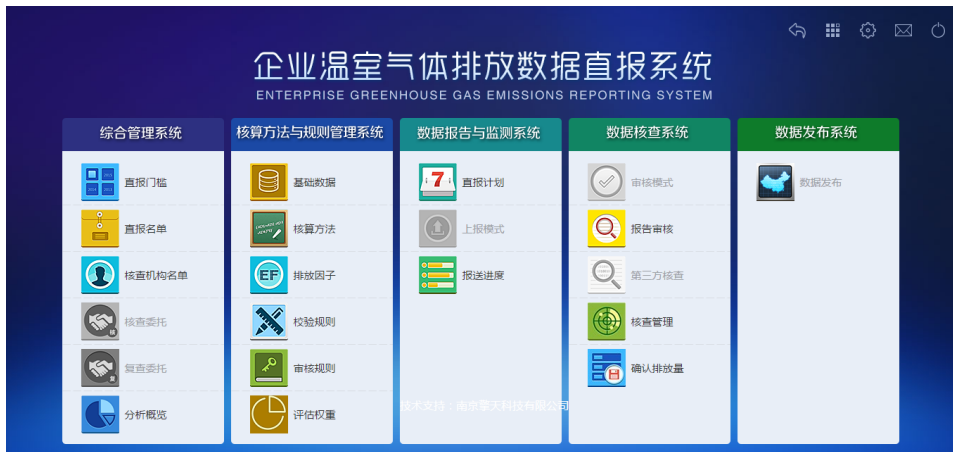 企业温室气体排放数据直报系统
ENTERPRISE GREENHOUSE GAS EMISSIONS REPORTING SYSTEM
综合管理系统
直报门槛
直报名单
核查机构名单
核查委托
复查委托
分析概览
核算方法与规则管理系统
基础数据
核算方法
EF
排放因子
校验规则
审核规则
评估权重
数据报告与监测系统
7
直报计划
上报模式
报送进度
技术支持：南京擎天科技有限公司
数据核查系统
审核模式
报告审核
第三方核查
核查管理
确认排放量
数据发布系统
数据发布